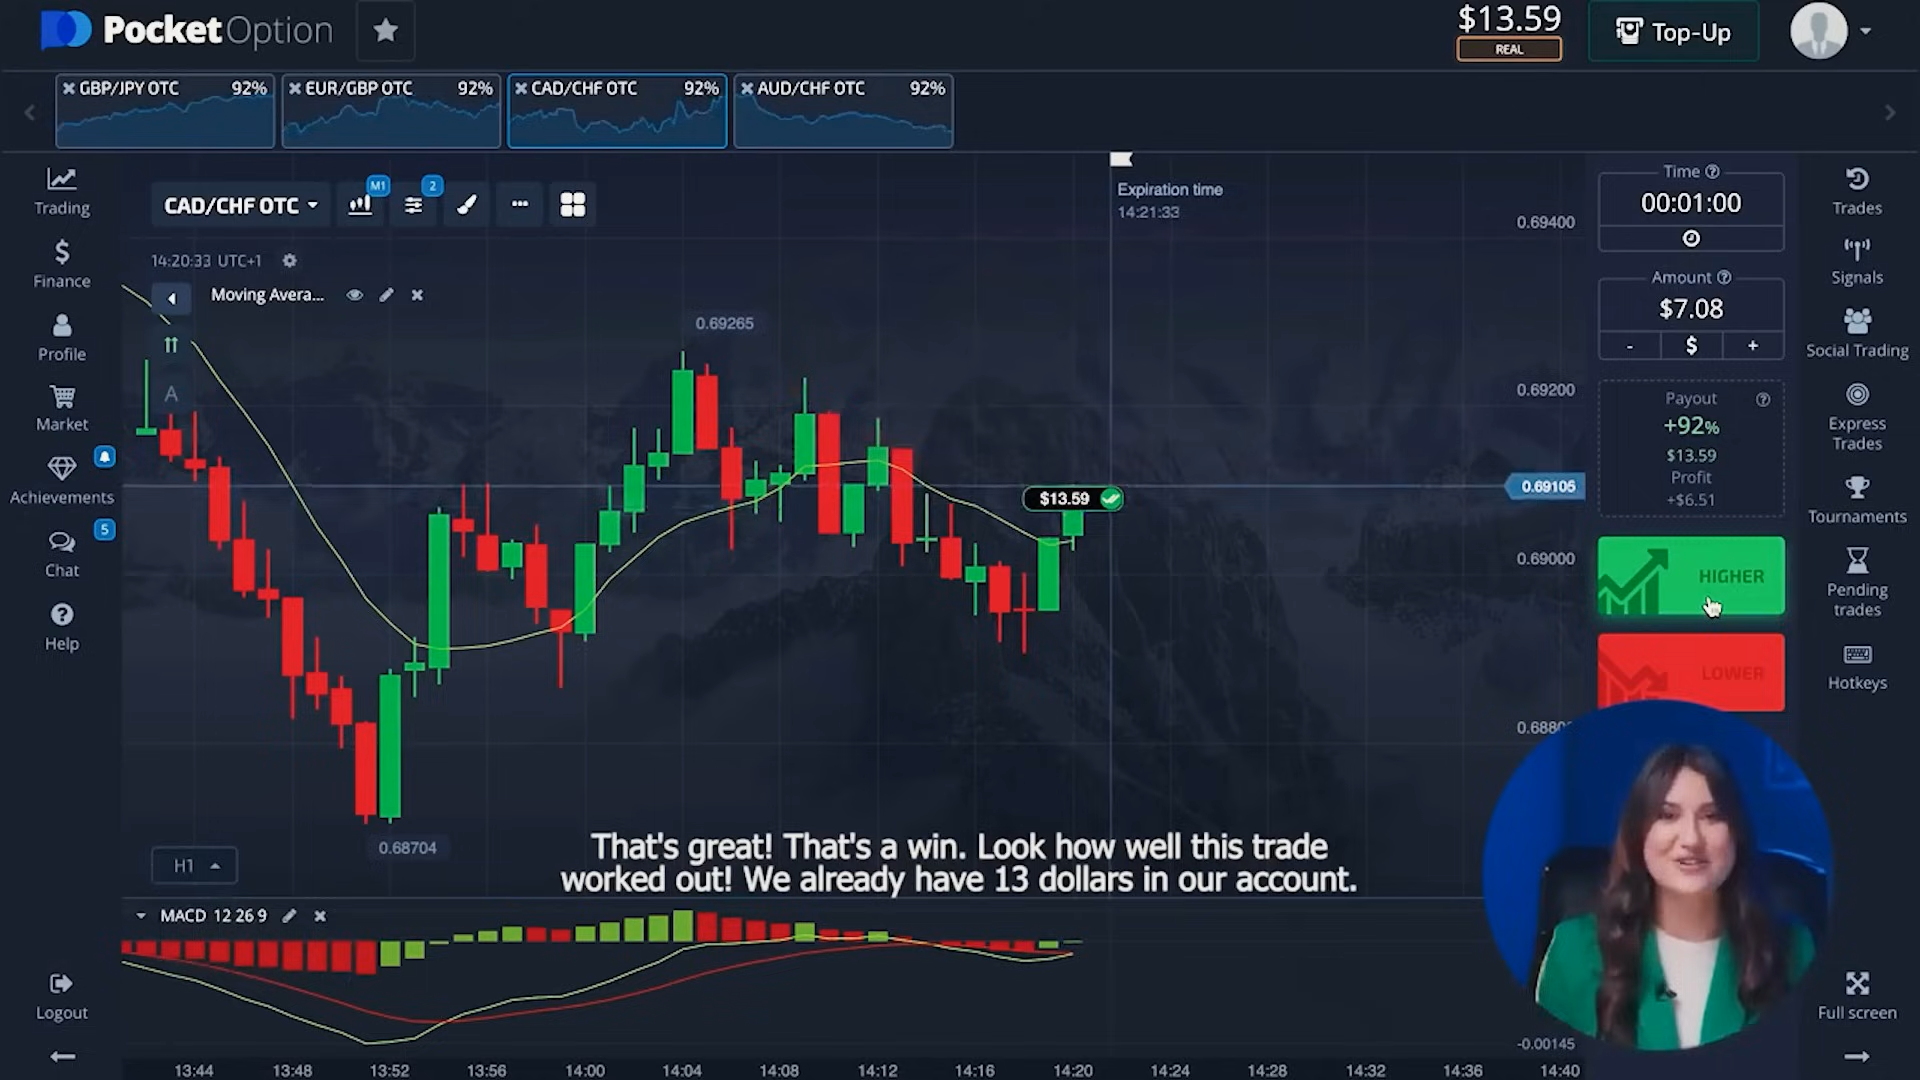 PocketOption
$13.59
REAL
Top-Up
GBP/JPY OTC 92%
EUR/GBP OTC 92%
CAD/CHF OTC 92%
AUD/CHF OTC 92%
Trading
Finance
Profile
Market
Achievements
Chat
5
Help
Logout
CAD/CHF OTC
M1
2
14:20:33 UTC+1
Moving Avera...
A
Expiration time
14:21:33
0.69265
0.68704
$13.59
0.69400
0.69200
0.69105
0.69000
H1
That's great! That's a win. Look how well this trade
worked out! We already have 13 dollars in our account.
MACD 12 26 9
-0.00145
13:44 13:48 13:52 13:56 14:00 14:04 14:08 14:12 14:16 14:20 14:24 14:28 14:32 14:36 14:40
Time
00:01:00
Amount
$7.08
- $ +
Payout
+92%
$13.59
Profit
+$6.51
HIGHER
LOWER
Trades
Signals
Social Trading
Express
Trades
Tournaments
Pending
trades
Hotkeys
Full screen